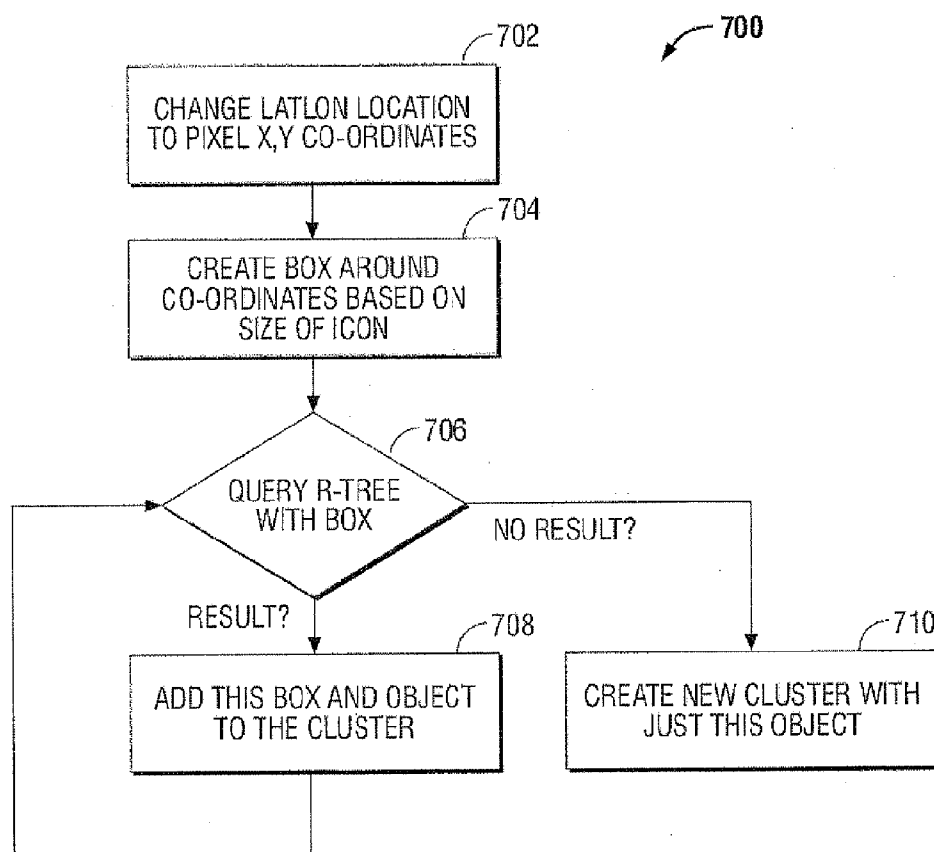 700
702
CHANGE LATLON LOCATION
TO PIXEL X,Y CO-ORDINATES
704
CREATE BOX AROUND
CO-ORDINATES BASED ON
SIZE OF ICON
706
QUERY R-TREE
WITH BOX
NO RESULT?
RESULT?
708
ADD THIS BOX AND OBJECT
TO THE CLUSTER
710
CREATE NEW CLUSTER WITH
JUST THIS OBJECT